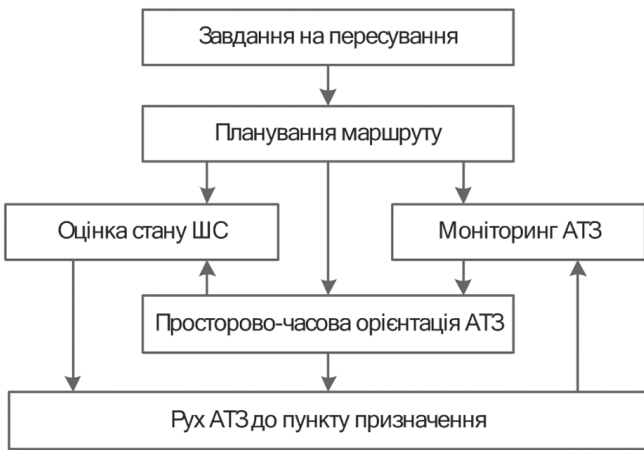 Завдання на пересування
Планування маршруту
Оцінка стану ШС
Моніторинг АТЗ
Просторово-часова орієнтація АТЗ
Рух АТЗ до пункту призначення